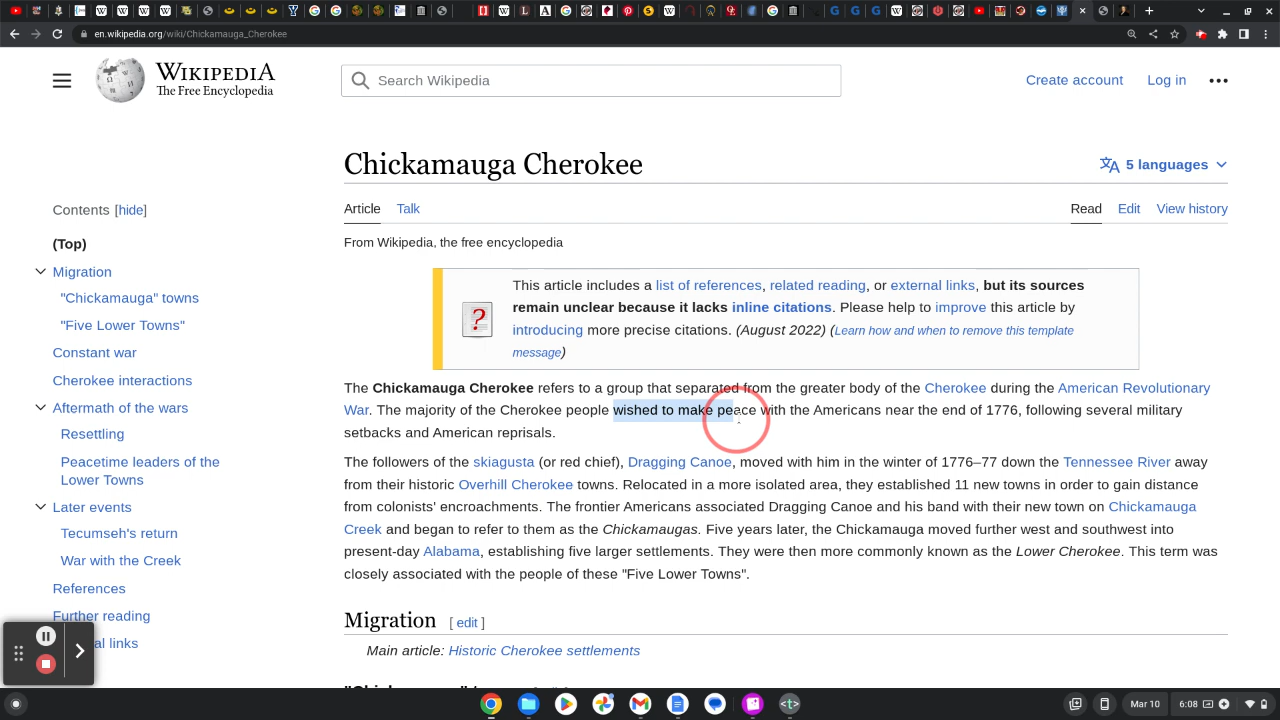 en.wikipedia.org/wiki/Chickamauga_Cherokee
WIKIPEDIA
The Free Encyclopedia
Search Wikipedia
Create account
Log in
Chickamauga Cherokee
5 languages
Contents [hide]
Article
Talk
Read
Edit
View history
(Top)
From Wikipedia, the free encyclopedia
Migration
"Chickamauga" towns
"Five Lower Towns"
Constant war
Cherokee interactions
Aftermath of the wars
Resettling
Peacetime leaders of the
Lower Towns
Later events
Tecumseh's return
War with the Creek
References
Further reading
al links
This article includes a list of references, related reading, or external links, but its sources
remain unclear because it lacks inline citations. Please help to improve this article by
introducing more precise citations. (August 2022) (Learn how and when to remove this template
message)
The Chickamauga Cherokee refers to a group that separated from the greater body of the Cherokee during the American Revolutionary
War. The majority of the Cherokee people wished to make peace with the Americans near the end of 1776, following several military
setbacks and American reprisals.
The followers of the skiagusta (or red chief), Dragging Canoe, moved with him in the winter of 1776–77 down the Tennessee River away
from their historic Overhill Cherokee towns. Relocated in a more isolated area, they established 11 new towns in order to gain distance
from colonists' encroachments. The frontier Americans associated Dragging Canoe and his band with their new town on Chickamauga
Creek and began to refer to them as the Chickamaugas. Five years later, the Chickamauga moved further west and southwest into
present-day Alabama, establishing five larger settlements. They were then more commonly known as the Lower Cherokee. This term was
closely associated with the people of these "Five Lower Towns".
Migration [ edit ]
Main article: Historic Cherokee settlements
Mar 10
6:08